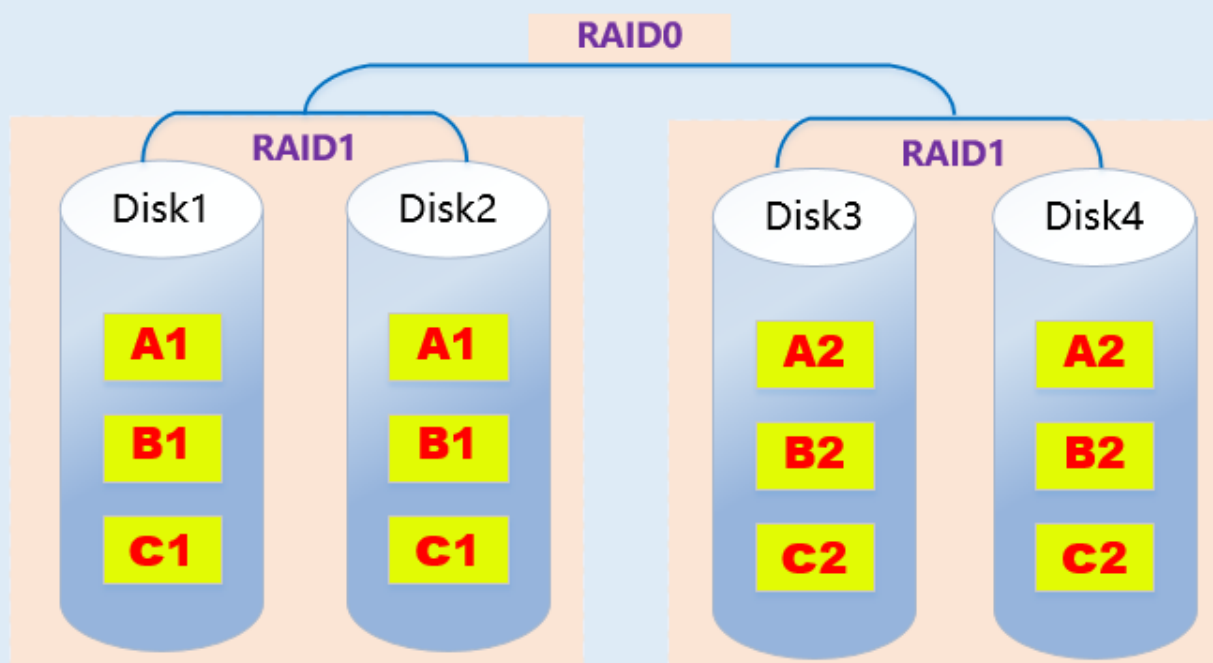 RAID0
RAID1
RAID1
Disk1
Disk2
Disk3
Disk4
A1
A1
A2
A2
B1
B1
B2
B2
C1
C1
C2
C2